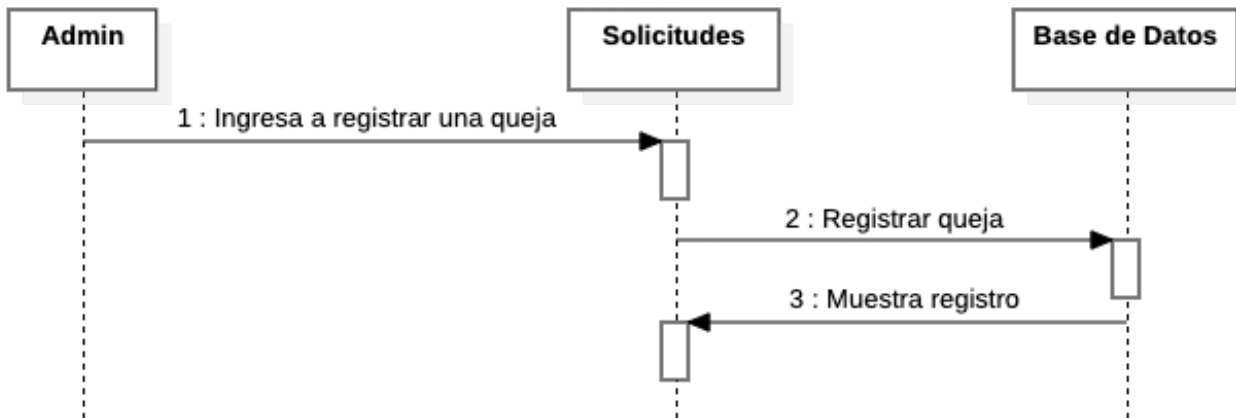 Admin
Solicitudes
Base de Datos
1 : Ingresa a registrar una queja
2 : Registrar queja
3 : Muestra registro